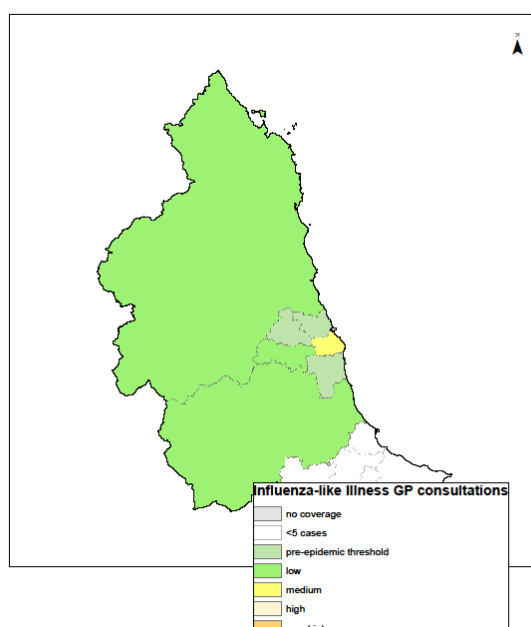 N
Influenza-like Illness GP consultations
no coverage
<5 cases
pre-epidemic threshold
low
medium
high